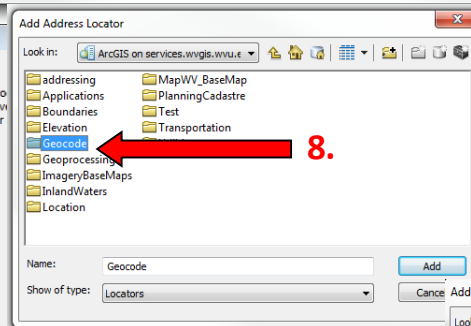 Add Address Locator
Look in: ArcGIS on services.wvgis.wvu.e
addressing MapWV_BaseMap
Applications PlanningCadastre
Boundaries Test
Elevation Transportation
Geocode
8.
Geoprocessing
ImageryBaseMaps
InlandWaters
Location
Name: Geocode Add
Show of type: Locators Cance
Add
Loo